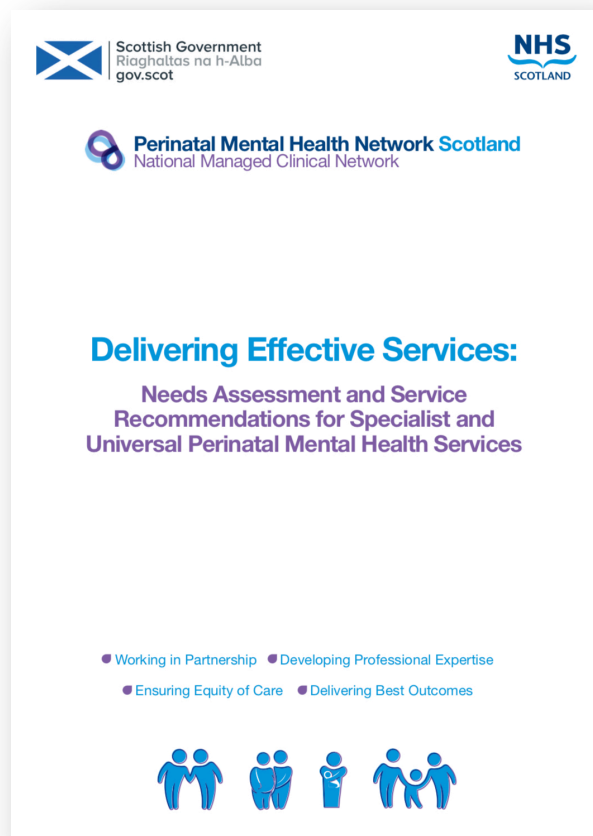 Scottish Government
Riaghaltas na h-Alba
gov.scot
NHS
SCOTLAND
Perinatal Mental Health Network Scotland
National Managed Clinical Network
Delivering Effective Services:
Needs Assessment and Service
Recommendations for Specialist and
Universal Perinatal Mental Health Services
Working in Partnership Developing Professional Expertise
Ensuring Equity of Care Delivering Best Outcomes